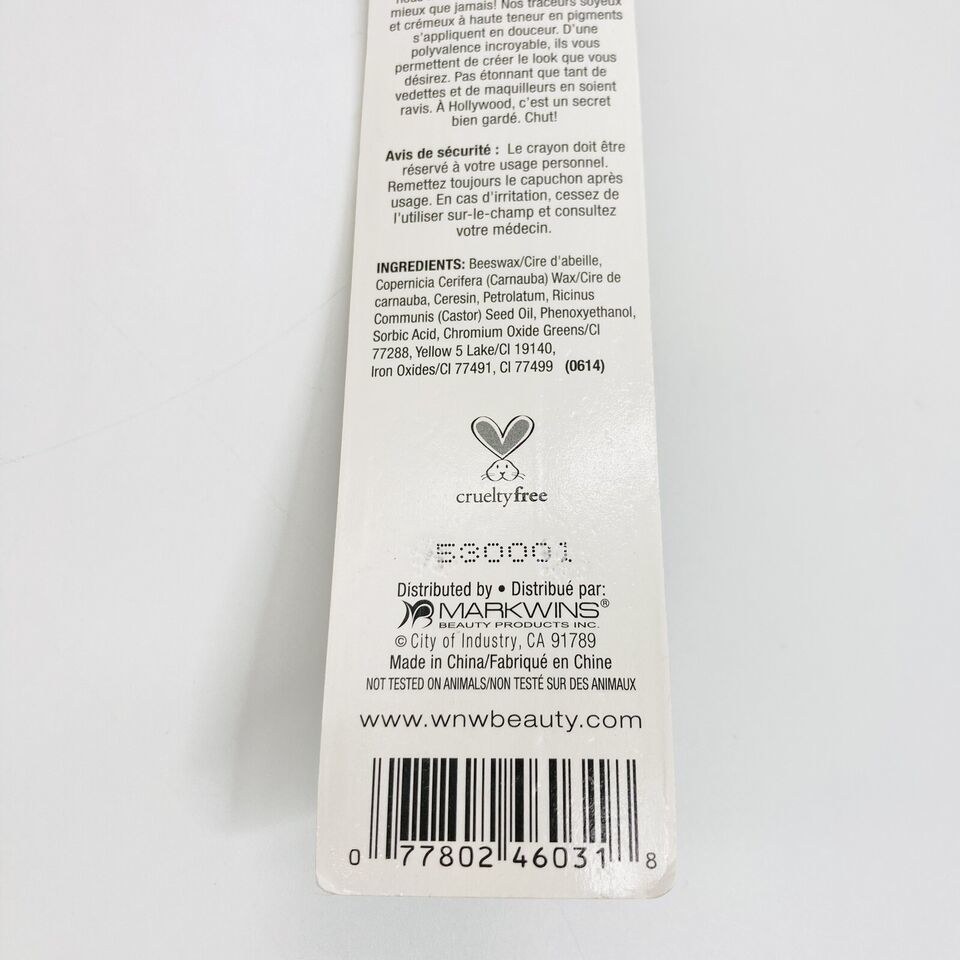 mieux que jamais! Nos traceurs soyeux
et crémeux à haute teneur en pigments
s'appliquent en douceur. D'une
polyvalence incroyable, ils vous
permettent de créer le look que vous
désirez. Pas étonnant que tant de
vedettes et de maquilleurs en soient
ravis. À Hollywood, c'est un secret
bien gardé. Chut!
Avis de sécurité : Le crayon doit être
réservé à votre usage personnel.
Remettez toujours le capuchon après
usage. En cas d'irritation, cessez de
l'utiliser sur-le-champ et consultez
votre médecin.
INGREDIENTS: Beeswax/Cire d'abeille,
Copernicia Cerifera (Carnauba) Wax/Cire de
carnauba, Ceresin, Petrolatum, Ricinus
Communis (Castor) Seed Oil, Phenoxyethanol,
Sorbic Acid, Chromium Oxide Greens/CI
77288, Yellow 5 Lake/CI 19140,
Iron Oxides/CI 77491, CI 77499 (0614)
crueltyfree
530001
Distributed by • Distribué par:
MARKWINS®
BEAUTY PRODUCTS INC.
© City of Industry, CA 91789
Made in China/Fabriqué en Chine
NOT TESTED ON ANIMALS/NON TESTÉ SUR DES ANIMAUX
www.wnwbeauty.com
0 77802 46031 8